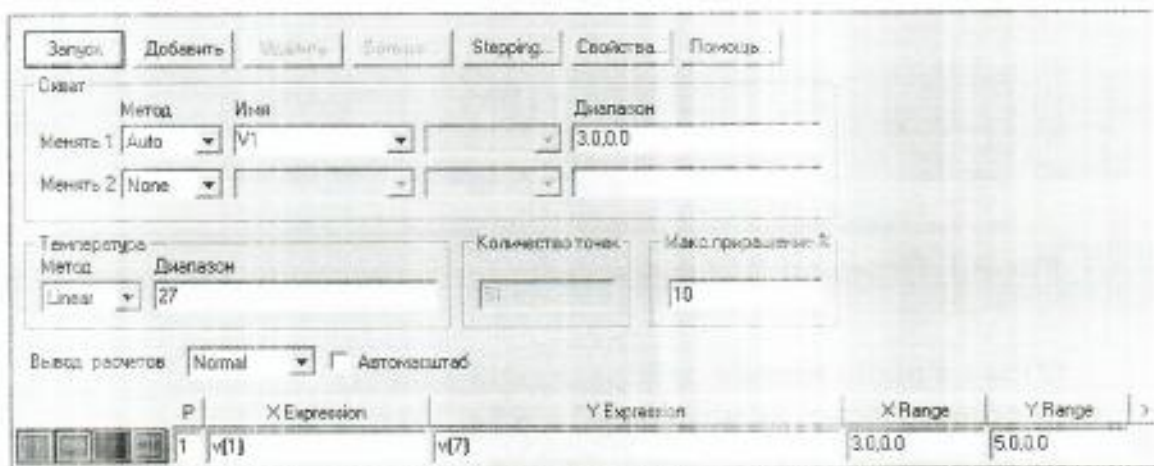 Запуск Добавить Удалить Stepping... Свойства... Помощь...
Метод Имя Диапазон
Менять 1 Auto V1 3.0,0.0
Менять 2 None
Температура Количество точек Макс.приращение %
Метод Диапазон
Linear 27 51 10
Вывод расчетов Normal Автомасштаб
P X Expression Y Expression X Range Y Range >
1 v(1) v(7) 3.0,0.0 5.0,0.0